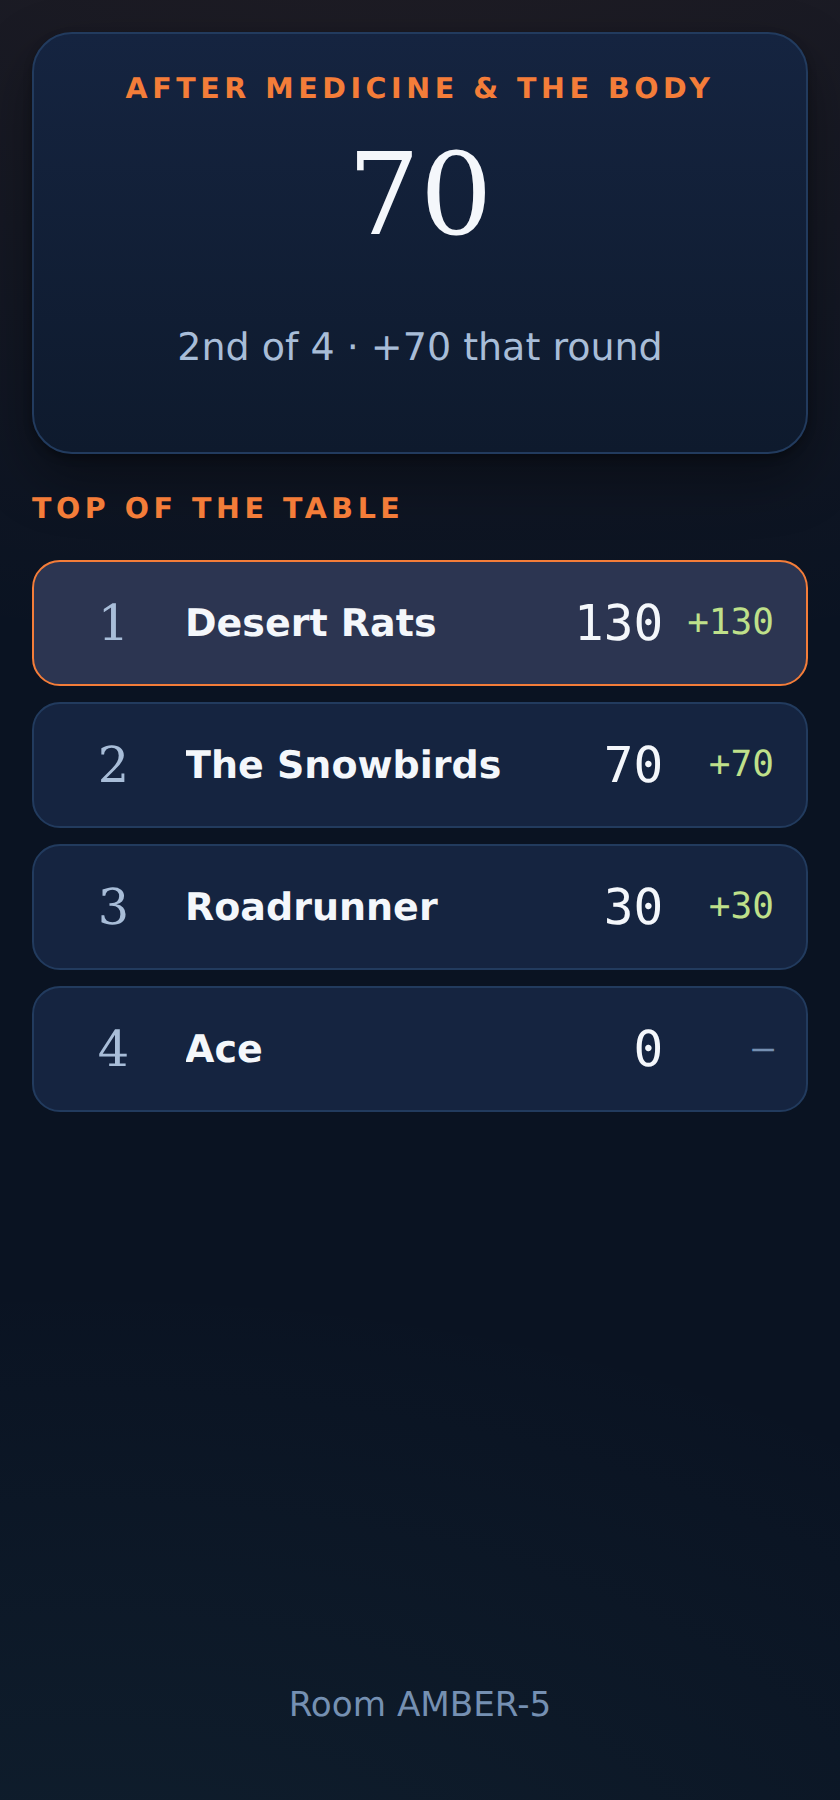 AFTER MEDICINE & THE BODY
70
2nd of 4 · +70 that round
TOP OF THE TABLE
1 Desert Rats 130 +130
2 The Snowbirds 70 +70
3 Roadrunner 30 +30
4 Ace 0 –
Room AMBER-5